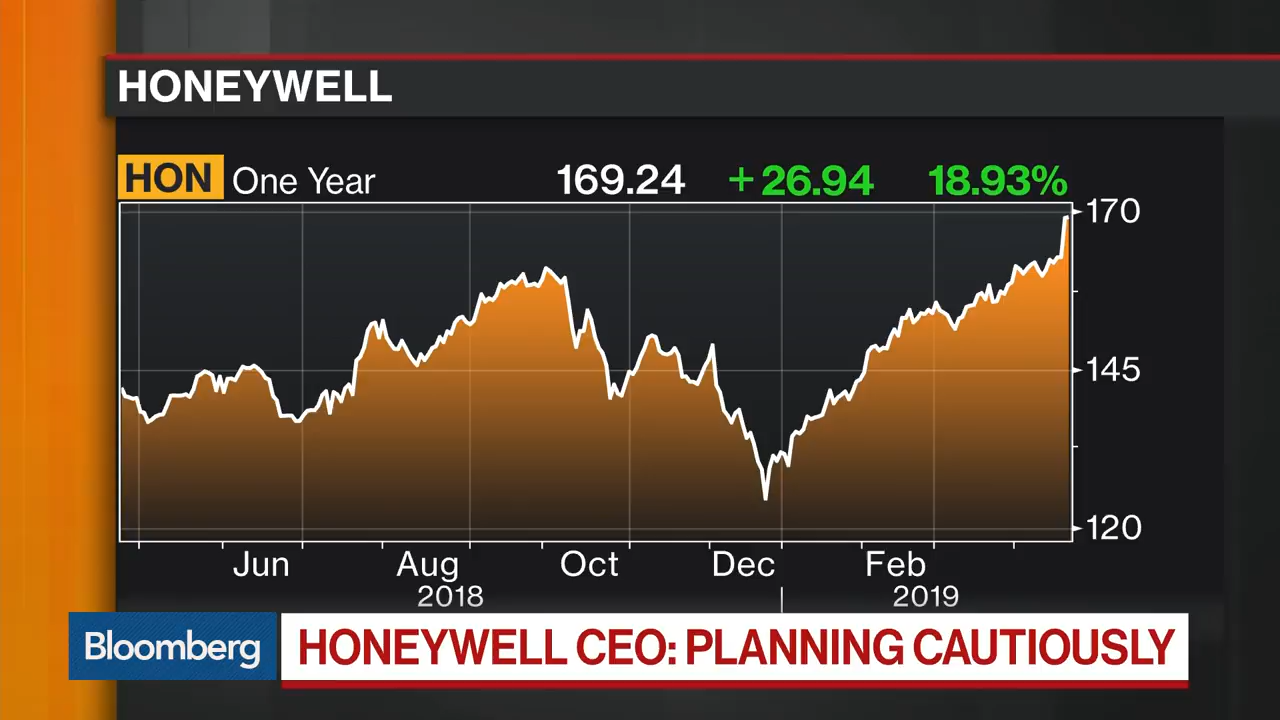 HONEYWELL
HON One Year 169.24 +26.94 18.93%
170
145
120
Jun Aug Oct Dec Feb
2018 2019
Bloomberg HONEYWELL CEO: PLANNING CAUTIOUSLY